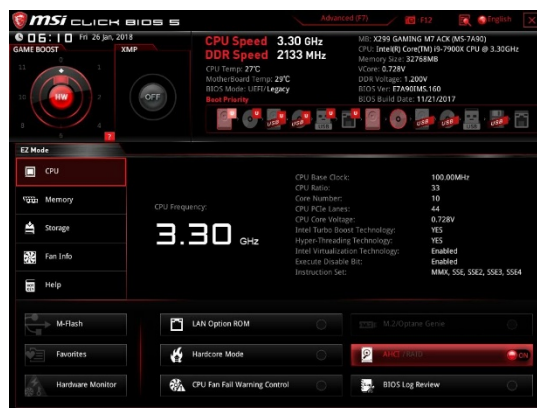 msi CLICK BIOS 5
Advanced (F7)
F12
English
X
06:10 Fri 26 Jan, 2018
GAME BOOST
XMP
CPU Speed 3.30 GHz
DDR Speed 2133 MHz
CPU Temp: 27°C
MotherBoard Temp: 29°C
BIOS Mode: UEFI/Legacy
Boot Priority
MB: X299 GAMING M7 ACK (MS-7A90)
CPU: Intel(R) Core(TM) i9-7900X CPU @ 3.30GHz
Memory Size: 32768MB
VCore: 0.728V
DDR Voltage: 1.200V
BIOS Ver: E7A90IMS.160
BIOS Build Date: 11/21/2017
HW
OFF
?
EZ Mode
CPU
Memory
Storage
Fan Info
Help
CPU Frequency:
3.30 GHz
CPU Base Clock: 100.00MHz
CPU Ratio: 33
Core Number: 10
CPU PCIe Lanes: 44
CPU Core Voltage: 0.728V
Intel Turbo Boost Technology: YES
Hyper-Threading Technology: YES
Intel Virtualization Technology: Enabled
Execute Disable Bit: Enabled
Instruction Set: MMX, SSE, SSE2, SSE3, SSE4
M-Flash
Favorites
Hardware Monitor
LAN Option ROM
Hardcore Mode
CPU Fan Fail Warning Control
M.2/Optane Genie
AHCI / RAID
ON
BIOS Log Review